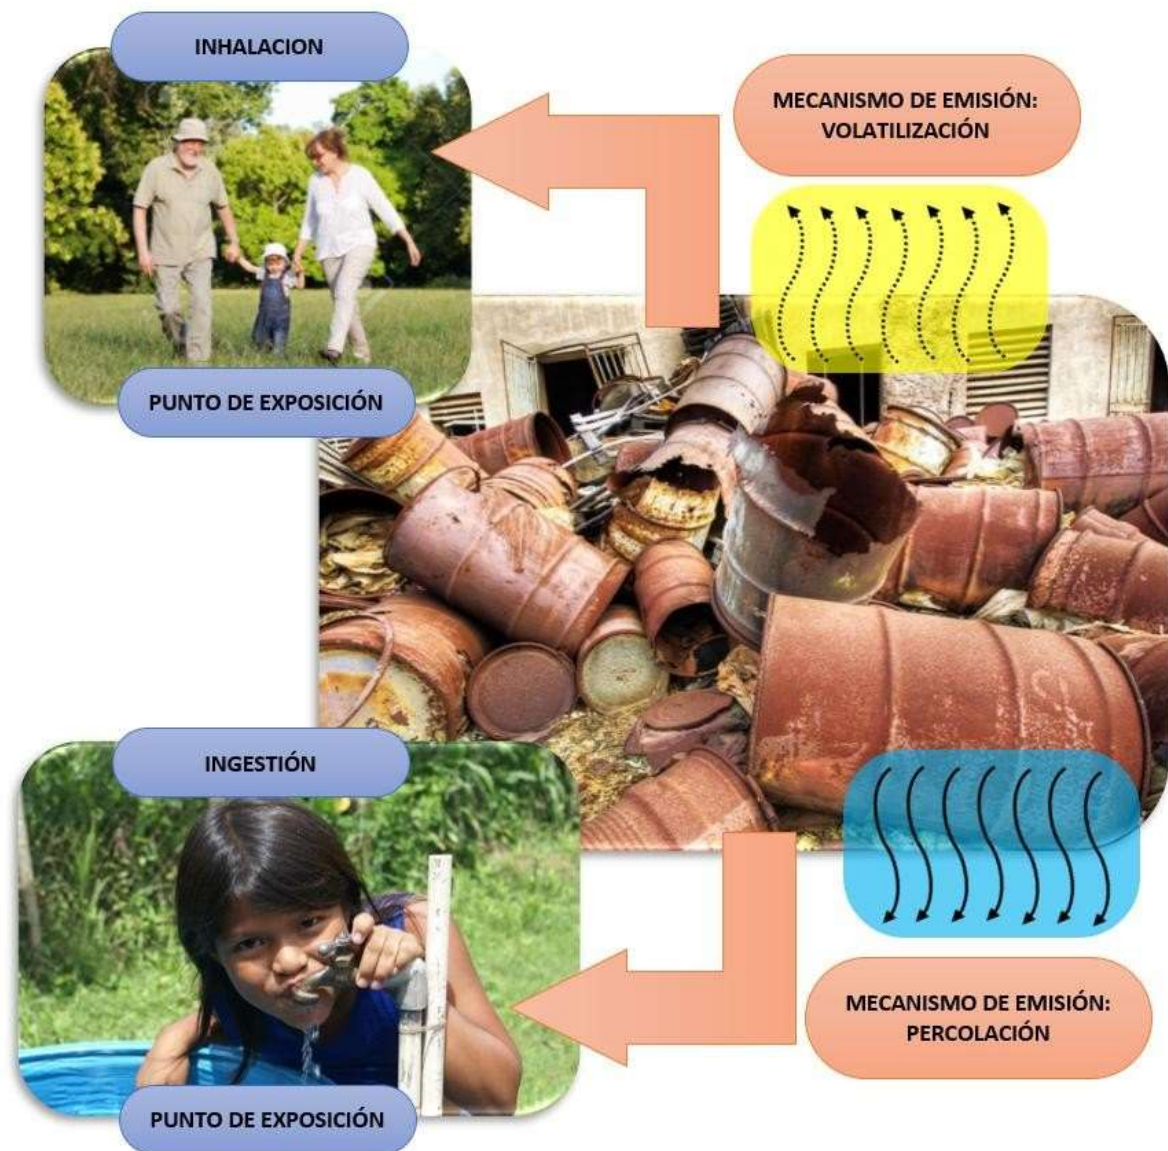 INHALACION
MECANISMO DE EMISIÓN:
VOLATILIZACIÓN
PUNTO DE EXPOSICIÓN
INGESTIÓN
MECANISMO DE EMISIÓN:
PERCOLACIÓN
PUNTO DE EXPOSICIÓN